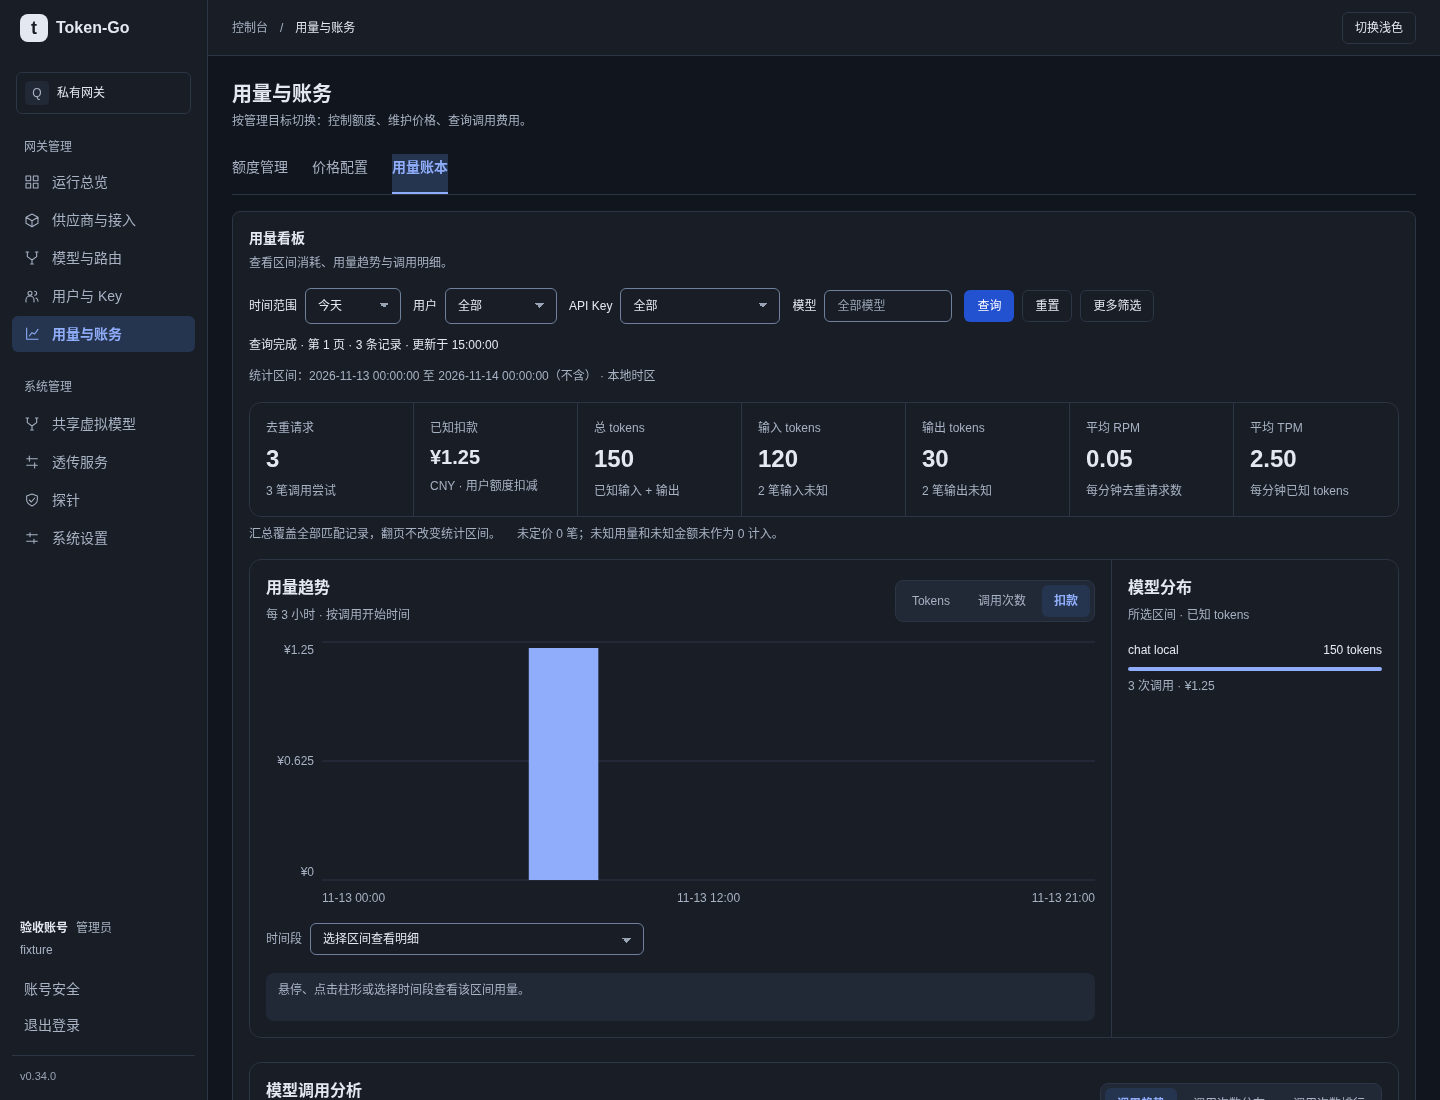 t Token-Go
控制台 / 用量与账务
切换浅色
Q 私有网关
网关管理
运行总览
供应商与接入
模型与路由
用户与 Key
用量与账务
系统管理
共享虚拟模型
透传服务
探针
系统设置
验收账号 管理员
fixture
账号安全
退出登录
v0.34.0
用量与账务
按管理目标切换：控制额度、维护价格、查询调用费用。
额度管理 价格配置 用量账本
用量看板
查看区间消耗、用量趋势与调用明细。
时间范围 今天 用户 全部 API Key 全部 模型 全部模型 查询 重置 更多筛选
查询完成 · 第 1 页 · 3 条记录 · 更新于 15:00:00
统计区间：2026-11-13 00:00:00 至 2026-11-14 00:00:00（不含） · 本地时区
去重请求
3
3 笔调用尝试
已知扣款
¥1.25
CNY · 用户额度扣减
总 tokens
150
已知输入 + 输出
输入 tokens
120
2 笔输入未知
输出 tokens
30
2 笔输出未知
平均 RPM
0.05
每分钟去重请求数
平均 TPM
2.50
每分钟已知 tokens
汇总覆盖全部匹配记录，翻页不改变统计区间。 未定价 0 笔；未知用量和未知金额未作为 0 计入。
用量趋势
每 3 小时 · 按调用开始时间
Tokens 调用次数 扣款
¥1.25
¥0.625
¥0
11-13 00:00 11-13 12:00 11-13 21:00
时间段 选择区间查看明细
悬停、点击柱形或选择时间段查看该区间用量。
模型分布
所选区间 · 已知 tokens
chat local 150 tokens
3 次调用 · ¥1.25
模型调用分析